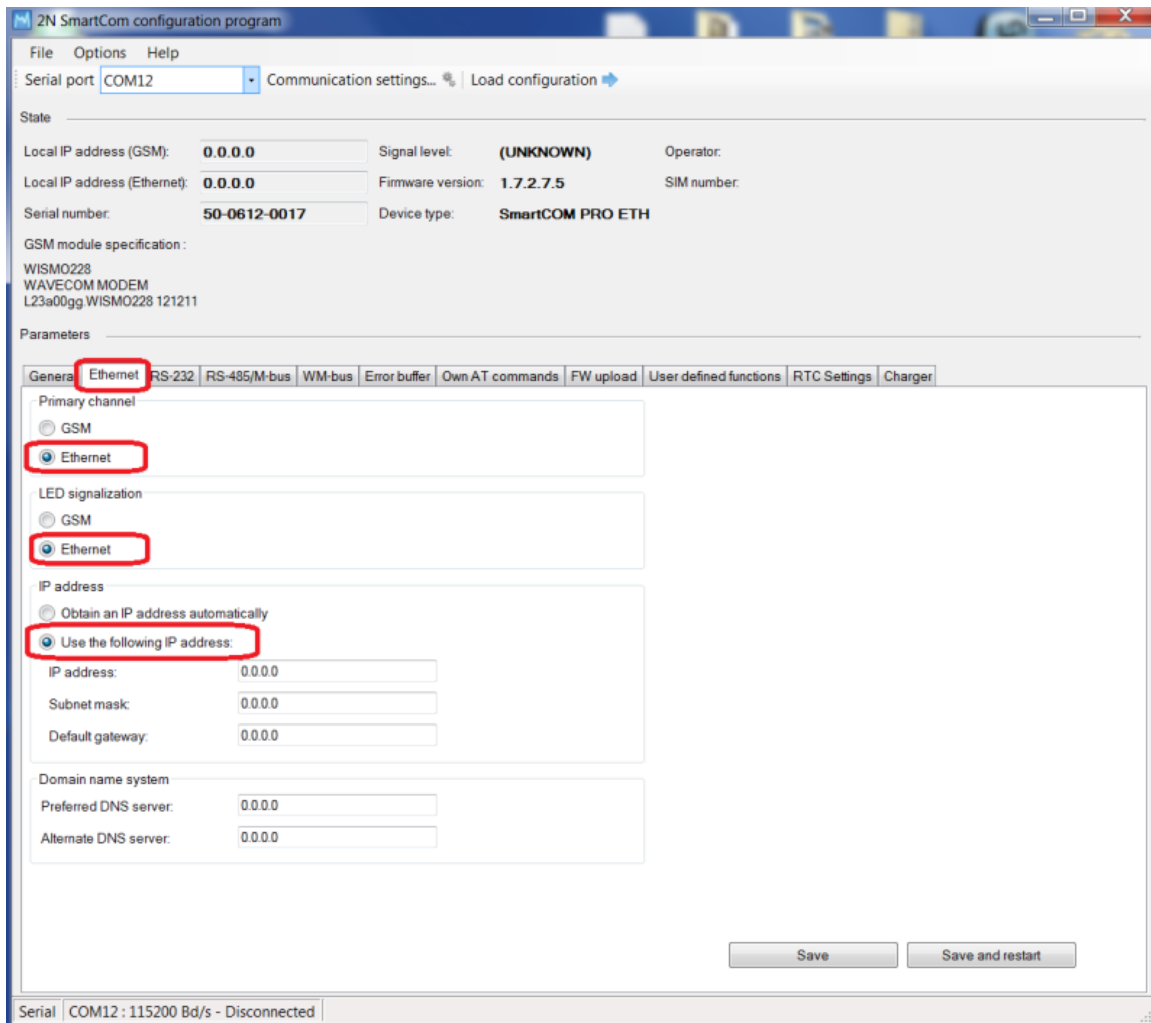 2N SmartCom configuration program
File Options Help
Serial port COM12 Communication settings... Load configuration
State
Local IP address (GSM): 0.0.0.0 Signal level: (UNKNOWN) Operator:
Local IP address (Ethernet): 0.0.0.0 Firmware version: 1.7.2.7.5 SIM number:
Serial number: 50-0612-0017 Device type: SmartCOM PRO ETH
GSM module specification :
WISMO228
WAVECOM MODEM
L23a00gg.WISMO228 121211
Parameters
Genera Ethernet RS-232 RS-485/M-bus WM-bus Error buffer Own AT commands FW upload User defined functions RTC Settings Charger
Primary channel
GSM
Ethernet
LED signalization
GSM
Ethernet
IP address
Obtain an IP address automatically
Use the following IP address:
IP address: 0.0.0.0
Subnet mask: 0.0.0.0
Default gateway: 0.0.0.0
Domain name system
Preferred DNS server: 0.0.0.0
Alternate DNS server: 0.0.0.0
Save Save and restart
Serial COM12 : 115200 Bd/s - Disconnected